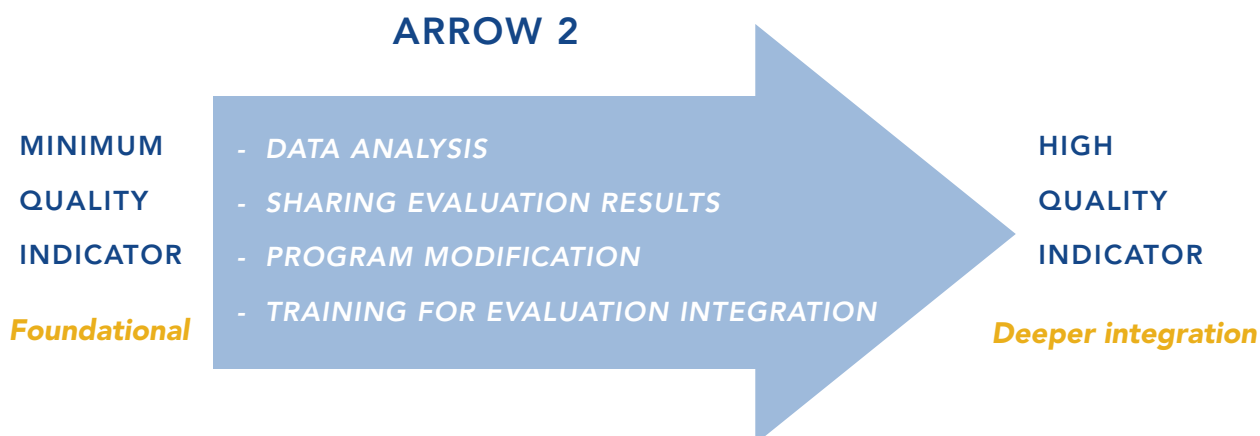 ARROW 2
MINIMUM
QUALITY
INDICATOR
Foundational
- DATA ANALYSIS
- SHARING EVALUATION RESULTS
- PROGRAM MODIFICATION
- TRAINING FOR EVALUATION INTEGRATION
HIGH
QUALITY
INDICATOR
Deeper integration